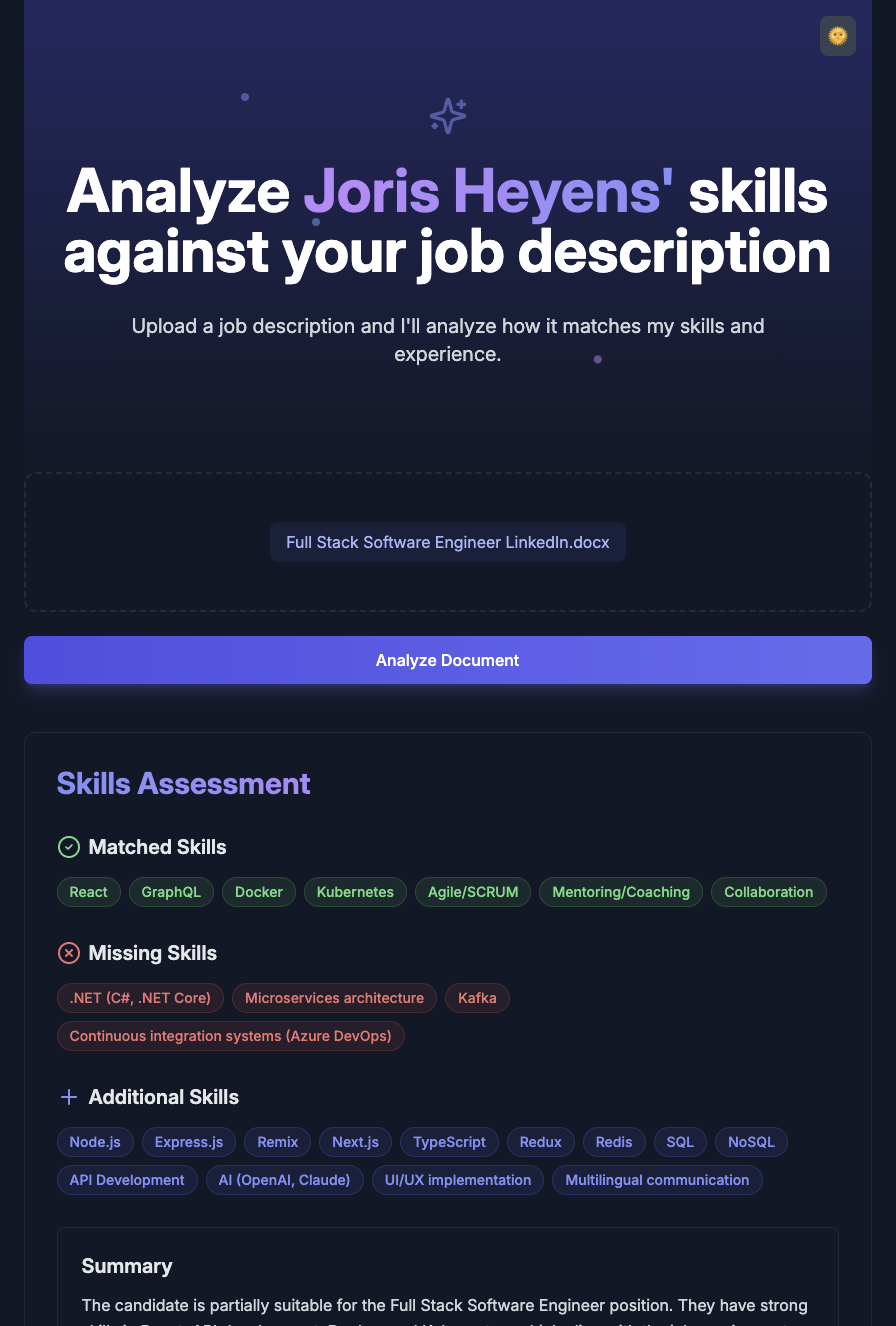 Analyze Joris Heyens' skills
against your job description
Upload a job description and I'll analyze how it matches my skills and
experience.
Full Stack Software Engineer LinkedIn.docx
Analyze Document
Skills Assessment
Matched Skills
React GraphQL Docker Kubernetes Agile/SCRUM Mentoring/Coaching Collaboration
Missing Skills
.NET (C#, .NET Core) Microservices architecture Kafka
Continuous integration systems (Azure DevOps)
Additional Skills
Node.js Express.js Remix Next.js TypeScript Redux Redis SQL NoSQL
API Development AI (OpenAI, Claude) UI/UX implementation Multilingual communication
Summary
The candidate is partially suitable for the Full Stack Software Engineer position. They have strong